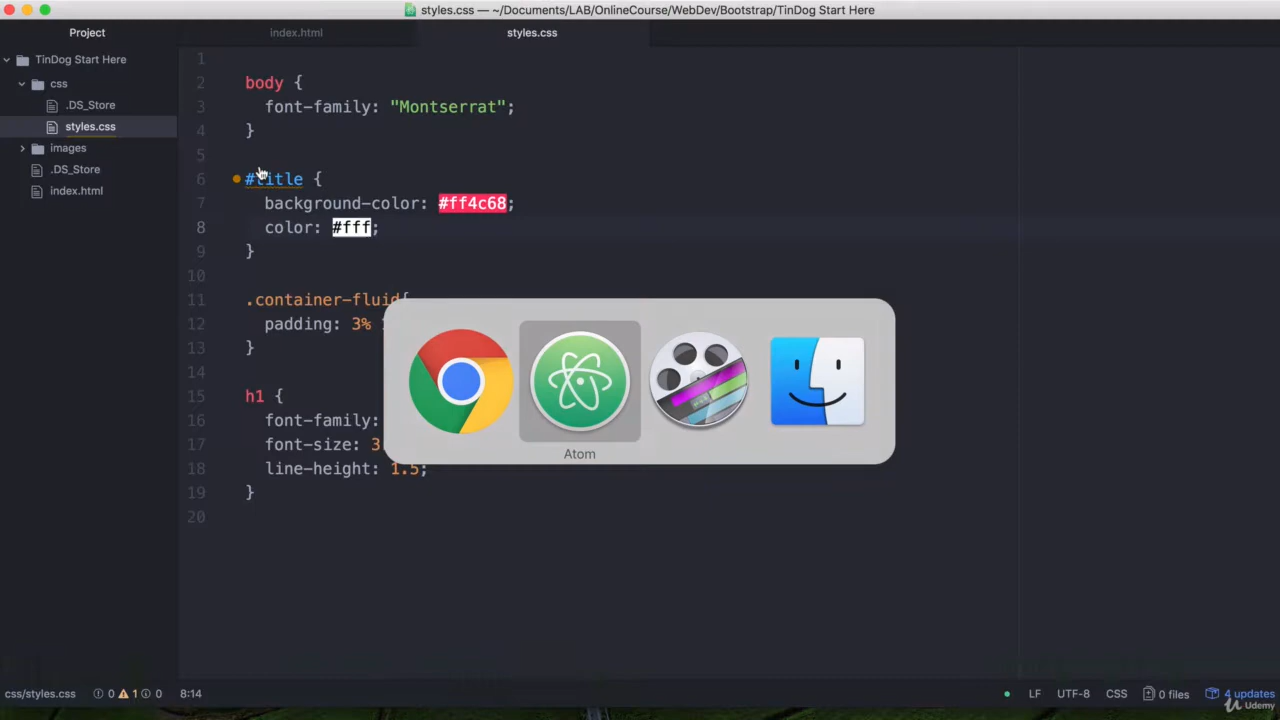 styles.css — ~/Documents/LAB/OnlineCourse/WebDev/Bootstrap/TinDog Start Here
Project
index.html
styles.css
TinDog Start Here
css
.DS_Store
styles.css
images
.DS_Store
index.html
1
2 body {
3 font-family: "Montserrat";
4 }
5
6 #title {
7 background-color: #ff4c68;
8 color: #fff;
9 }
10
11 .container-fluid{
12 padding: 3%
13 }
14
15 h1 {
16 font-family:
17 font-size: 3
18 line-height: 1.5;
19 }
20
Atom
css/styles.css 0 1 0 8:14
LF UTF-8 CSS 0 files 4 updates
Udemy